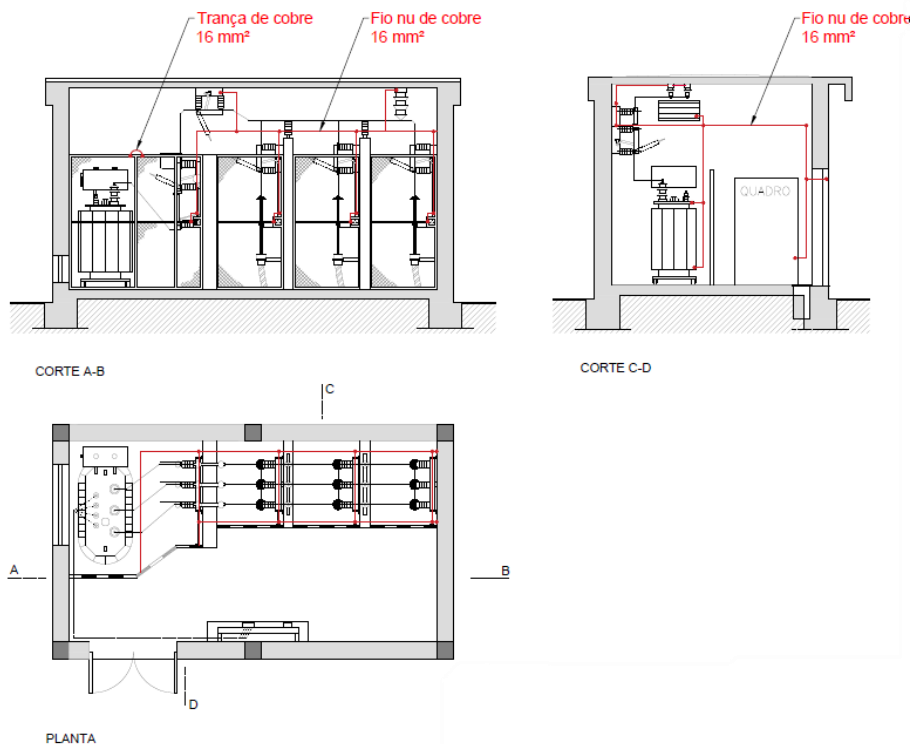 Trança de cobre
16 mm²
Fio nu de cobre
16 mm²
Fio nu de cobre
16 mm²
QUADRO
CORTE A-B
CORTE C-D
C
A
B
D
PLANTA